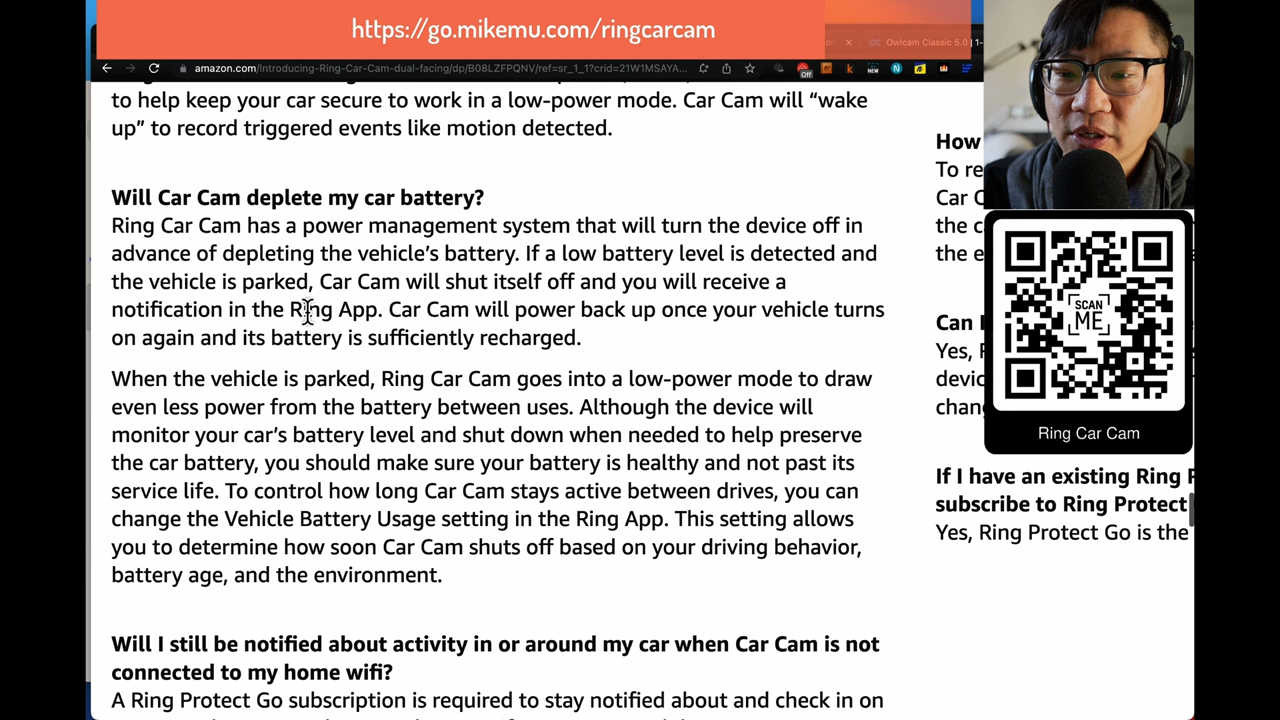 https://go.mikemu.com/ringcarcam
Owlcam Classic 5.0 | 1-
amazon.com/Introducing-Ring-Car-Cam-dual-facing/dp/B08LZFPQNV/ref=sr_1_1?crid=21W1MSAYA...
Off
NEW
to help keep your car secure to work in a low-power mode. Car Cam will “wake
up” to record triggered events like motion detected.
Will Car Cam deplete my car battery?
Ring Car Cam has a power management system that will turn the device off in
advance of depleting the vehicle’s battery. If a low battery level is detected and
the vehicle is parked, Car Cam will shut itself off and you will receive a
notification in the Ring App. Car Cam will power back up once your vehicle turns
on again and its battery is sufficiently recharged.
When the vehicle is parked, Ring Car Cam goes into a low-power mode to draw
even less power from the battery between uses. Although the device will
monitor your car’s battery level and shut down when needed to help preserve
the car battery, you should make sure your battery is healthy and not past its
service life. To control how long Car Cam stays active between drives, you can
change the Vehicle Battery Usage setting in the Ring App. This setting allows
you to determine how soon Car Cam shuts off based on your driving behavior,
battery age, and the environment.
Will I still be notified about activity in or around my car when Car Cam is not
connected to my home wifi?
A Ring Protect Go subscription is required to stay notified about and check in on
How
To re
Car C
the c
the e
Can
Yes,
devic
chang
If I have an existing Ring
subscribe to Ring Protect
Yes, Ring Protect Go is the
SCAN
ME
Ring Car Cam